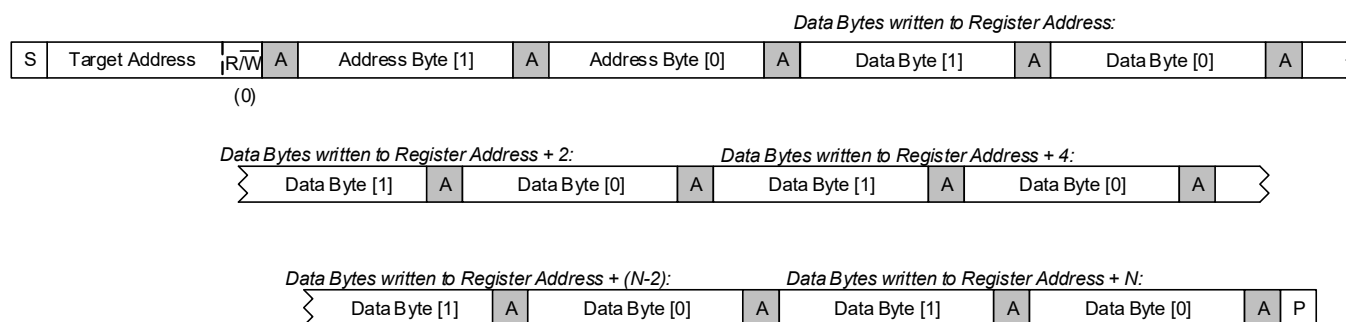 Data Bytes written to Register Address:
S Target Address R/W A Address Byte [1] A Address Byte [0] A Data Byte [1] A Data Byte [0] A
(0)
Data Bytes written to Register Address + 2: Data Bytes written to Register Address + 4:
Data Byte [1] A Data Byte [0] A Data Byte [1] A Data Byte [0] A
Data Bytes written to Register Address + (N-2): Data Bytes written to Register Address + N:
Data Byte [1] A Data Byte [0] A Data Byte [1] A Data Byte [0] A P